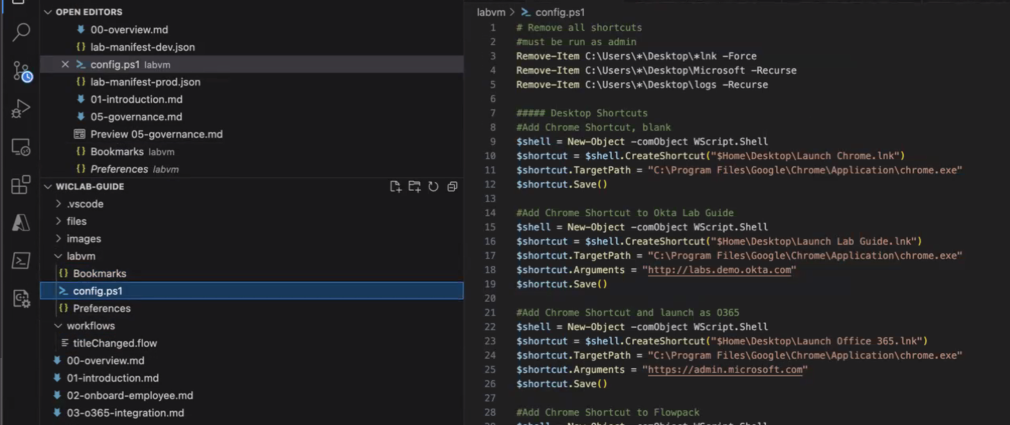 OPEN EDITORS
00-overview.md
lab-manifest-dev.json
config.ps1 labvm
lab-manifest-prod.json
01-introduction.md
05-governance.md
Preview 05-governance.md
Bookmarks labvm
Preferences labvm
WICLAB-GUIDE
.vscode
files
images
labvm
Bookmarks
config.ps1
Preferences
workflows
titleChanged.flow
00-overview.md
01-introduction.md
02-onboard-employee.md
03-o365-integration.md
labvm > config.ps1
1 # Remove all shortcuts
2 #must be run as admin
3 Remove-Item C:\Users\*\Desktop\*lnk -Force
4 Remove-Item C:\Users\*\Desktop\Microsoft -Recurse
5 Remove-Item C:\Users\*\Desktop\logs -Recurse
6
7 ##### Desktop Shortcuts
8 #Add Chrome Shortcut, blank
9 $shell = New-Object -comObject WScript.Shell
10 $shortcut = $shell.CreateShortcut("$Home\Desktop\Launch Chrome.lnk")
11 $shortcut.TargetPath = "C:\Program Files\Google\Chrome\Application\chrome.exe"
12 $shortcut.Save()
13
14 #Add Chrome Shortcut to Okta Lab Guide
15 $shell = New-Object -comObject WScript.Shell
16 $shortcut = $shell.CreateShortcut("$Home\Desktop\Launch Lab Guide.lnk")
17 $shortcut.TargetPath = "C:\Program Files\Google\Chrome\Application\chrome.exe"
18 $shortcut.Arguments = "http://labs.demo.okta.com"
19 $shortcut.Save()
20
21 #Add Chrome Shortcut and launch as O365
22 $shell = New-Object -comObject WScript.Shell
23 $shortcut = $shell.CreateShortcut("$Home\Desktop\Launch Office 365.lnk")
24 $shortcut.TargetPath = "C:\Program Files\Google\Chrome\Application\chrome.exe"
25 $shortcut.Arguments = "https://admin.microsoft.com"
26 $shortcut.Save()
27
28 #Add Chrome Shortcut to Flowpack